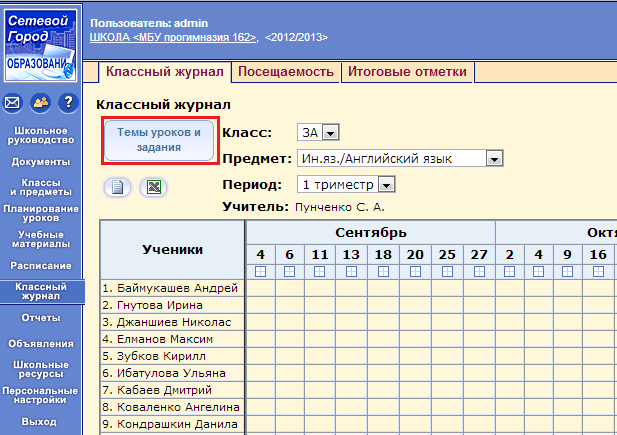 Сетевой
Город
ОБРАЗОВАНИ
Пользователь: admin
ШКОЛА <МБУ прогимназия 162>, <2012/2013>
Классный журнал
Посещаемость
Итоговые отметки
?
Школьное
руководство
Документы
Классы
и предметы
Планирование
уроков
Учебные
материалы
Расписание
Классный
журнал
Отчеты
Объявления
Школьные
ресурсы
Персональные
настройки
Выход
Классный журнал
Темы уроков и
задания
Класс: 3А
Предмет: Ин.яз./Английский язык
Период: 1 триместр
Учитель: Пунченко С. А.
Ученики
Сентябрь
Октя
4 6 11 13 18 20 25 27 2 4 9 16
1. Баймукашев Андрей
2. Гнутова Ирина
3. Джаншиев Николас
4. Елманов Максим
5. Зубков Кирилл
6. Ибатулова Ульяна
7. Кабаев Дмитрий
8. Коваленко Ангелина
9. Кондрашкин Данила